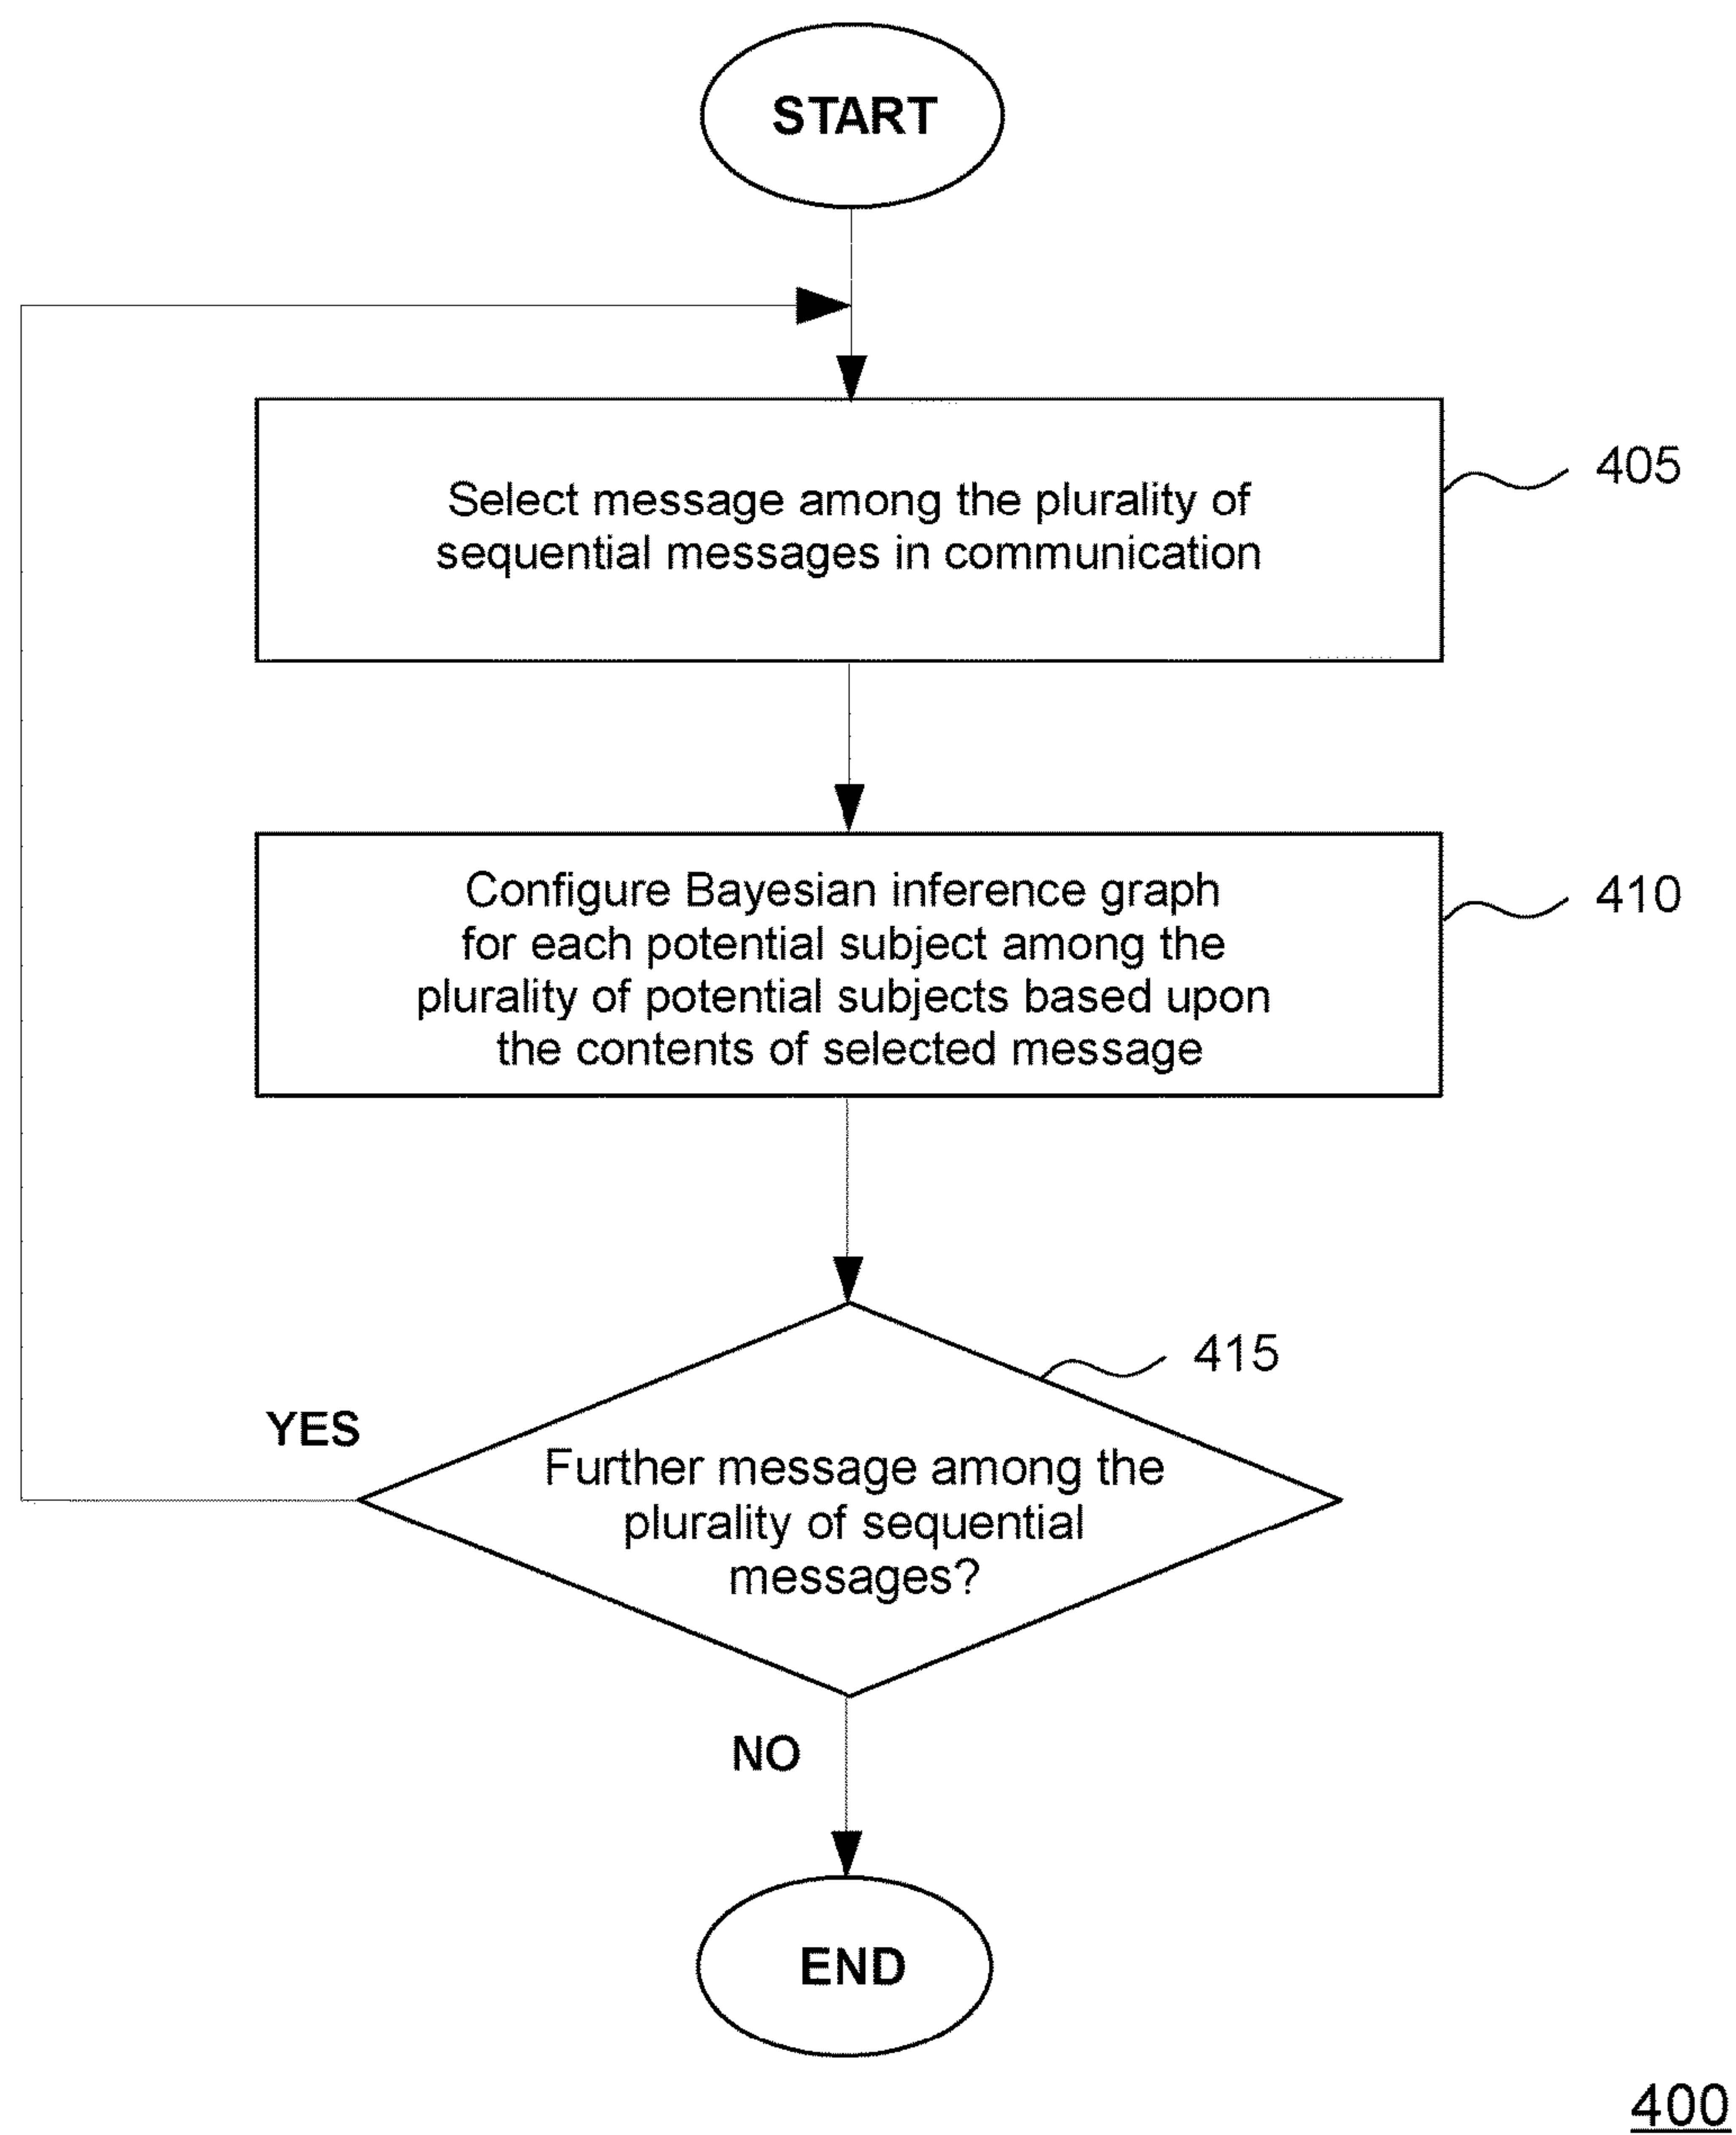 START
Select message among the plurality of
sequential messages in communication
405
Configure Bayesian inference graph
for each potential subject among the
plurality of potential subjects based upon
the contents of selected message
410
415
YES
Further message among the
plurality of sequential
messages?
NO
END
400